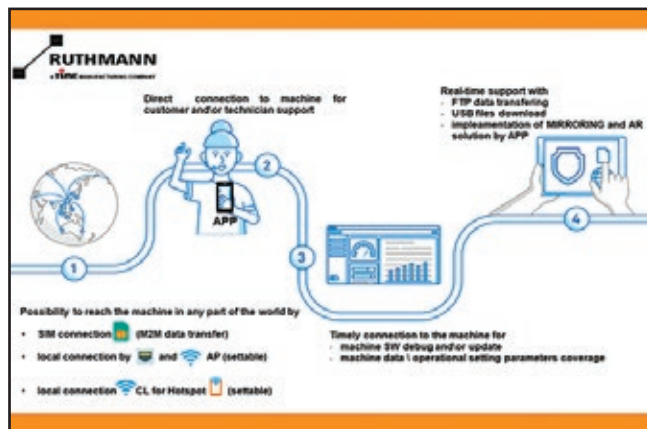 RUTHMANN
A TIME MANUFACTURING COMPANY
Direct connection to machine for
customer and\or technician support
Real-time support with
- FTP data transfering
- USB files download
- impleamentation of MIRRORING and AR
solution by APP
APP
1
2
3
4
Possibility to reach the machine in any part of the world by
• SIM connection (M2M data transfer)
• local connection by and AP (settable)
• local connection CL for Hotspot (settable)
Timely connection to the machine for
- machine SW debug and\or update
- machine data \ operational setting parameters coverage